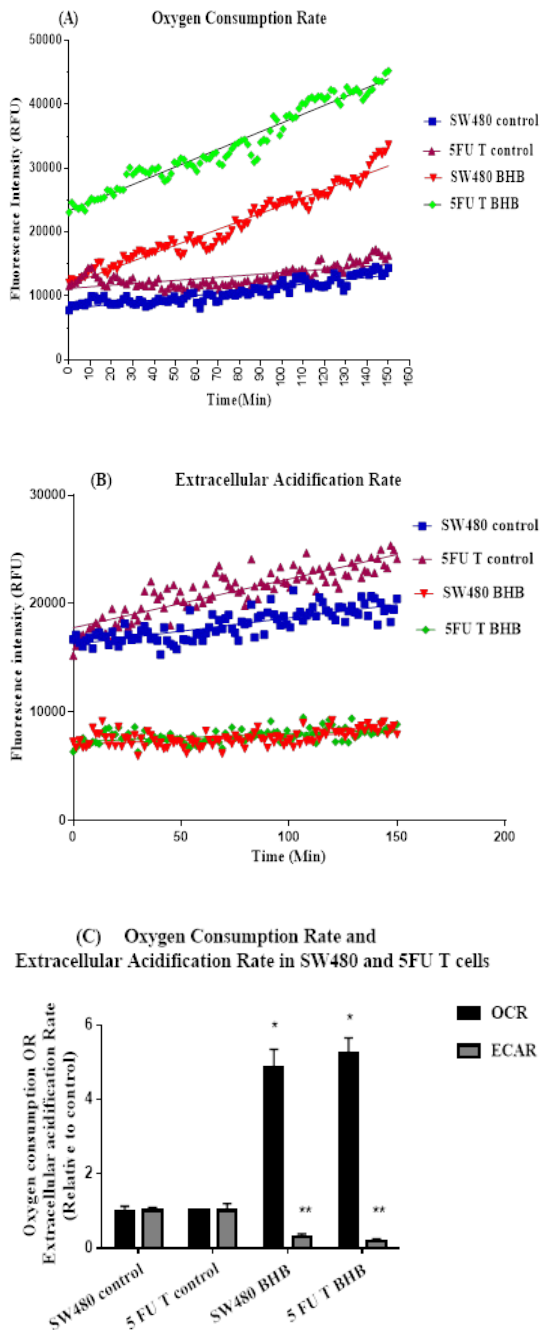 (A)
Oxygen Consumption Rate
Fluorescence Intensity (RFU)
50000
40000
30000
20000
10000
0
0 10 20 30 40 50 60 70 80 90 100 110 120 130 140 150 160
Time(Min)
SW480 control
5FU T control
SW480 BHB
5FU T BHB
(B)
Extracellular Acidification Rate
Fluorescence intensity (RFU)
30000
20000
10000
0
0 50 100 150 200
Time (Min)
SW480 control
5FU T control
SW480 BHB
5FU T BHB
(C) Oxygen Consumption Rate and
Extracellular Acidification Rate in SW480 and 5FU T cells
Oxygen consumption OR
Extracellular acidification Rate
(Relative to control)
6
4
2
0
* *
** **
OCR
ECAR
SW480 control
5 FU T control
SW480 BHB
5 FU T BHB